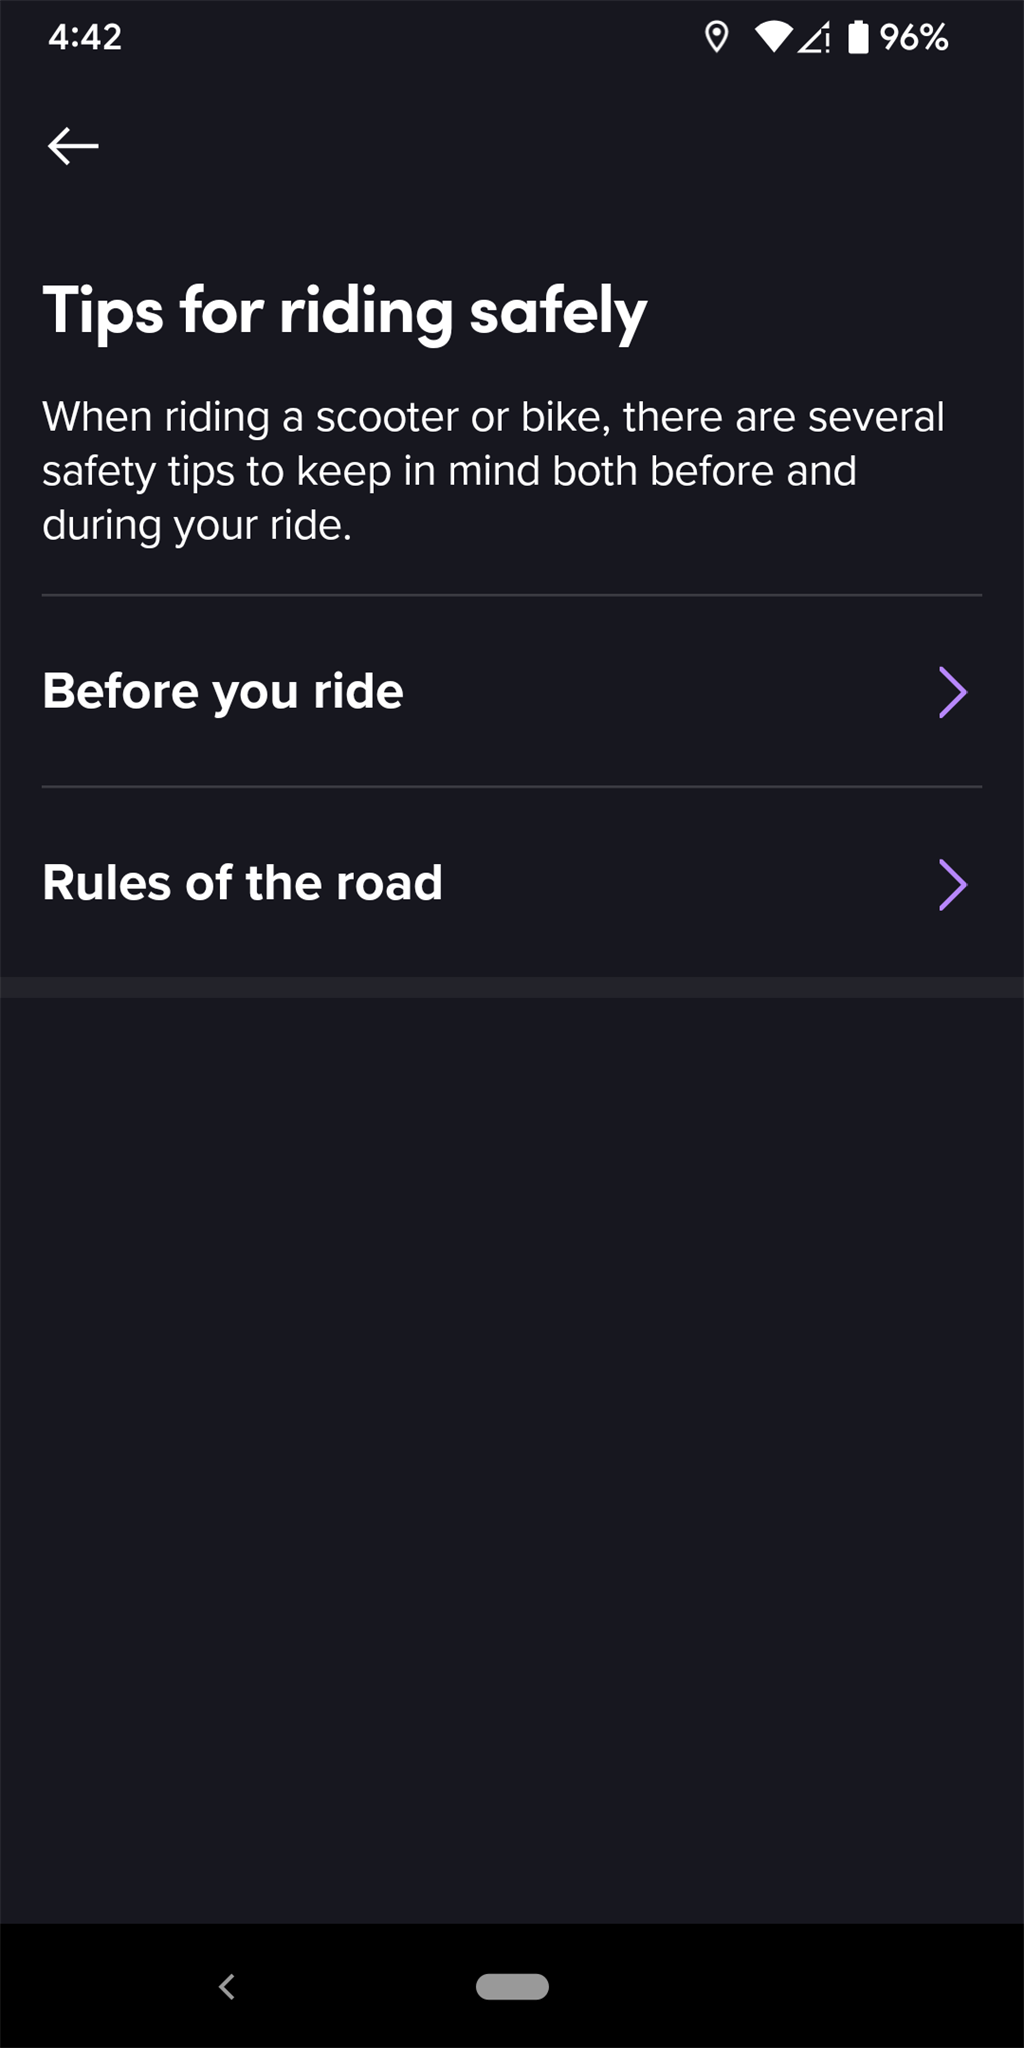 4:42
96%
Tips for riding safely
When riding a scooter or bike, there are several
safety tips to keep in mind both before and
during your ride.
Before you ride
Rules of the road